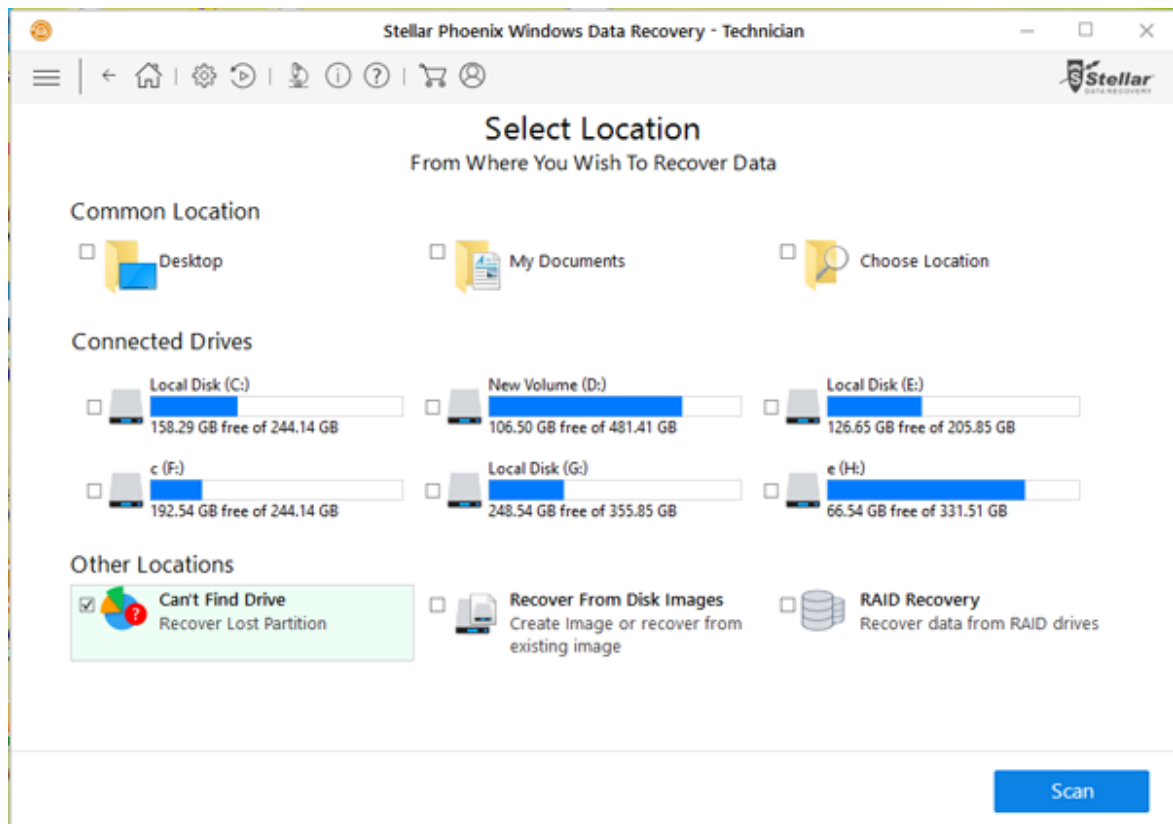 Stellar Phoenix Windows Data Recovery - Technician
Stellar
DATA RECOVERY
Select Location
From Where You Wish To Recover Data
Common Location
Desktop
My Documents
Choose Location
Connected Drives
Local Disk (C:)
158.29 GB free of 244.14 GB
New Volume (D:)
106.50 GB free of 481.41 GB
Local Disk (E:)
126.65 GB free of 205.85 GB
c (F:)
192.54 GB free of 244.14 GB
Local Disk (G:)
248.54 GB free of 355.85 GB
e (H:)
66.54 GB free of 331.51 GB
Other Locations
Can't Find Drive
Recover Lost Partition
Recover From Disk Images
Create Image or recover from
existing image
RAID Recovery
Recover data from RAID drives
Scan